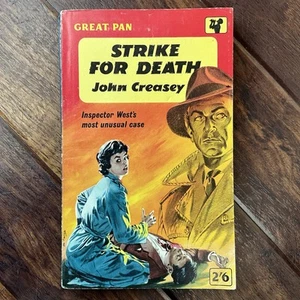 GREAT PAN
STRIKE
FOR DEATH
John Creasey
Inspector West's
most unusual case
2/6